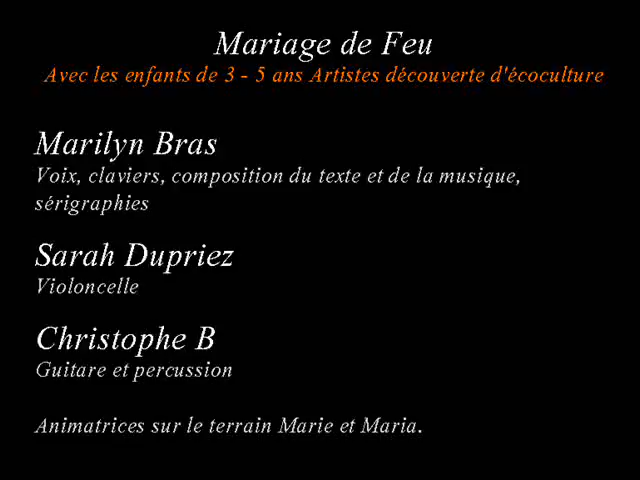 Mariage de Feu
Avec les enfants de 3 - 5 ans Artistes découverte d'écoculture
Marilyn Bras
Voix, claviers, composition du texte et de la musique,
sérigraphies
Sarah Dupriez
Violoncelle
Christophe B
Guitare et percussion
Animatrices sur le terrain Marie et Maria.